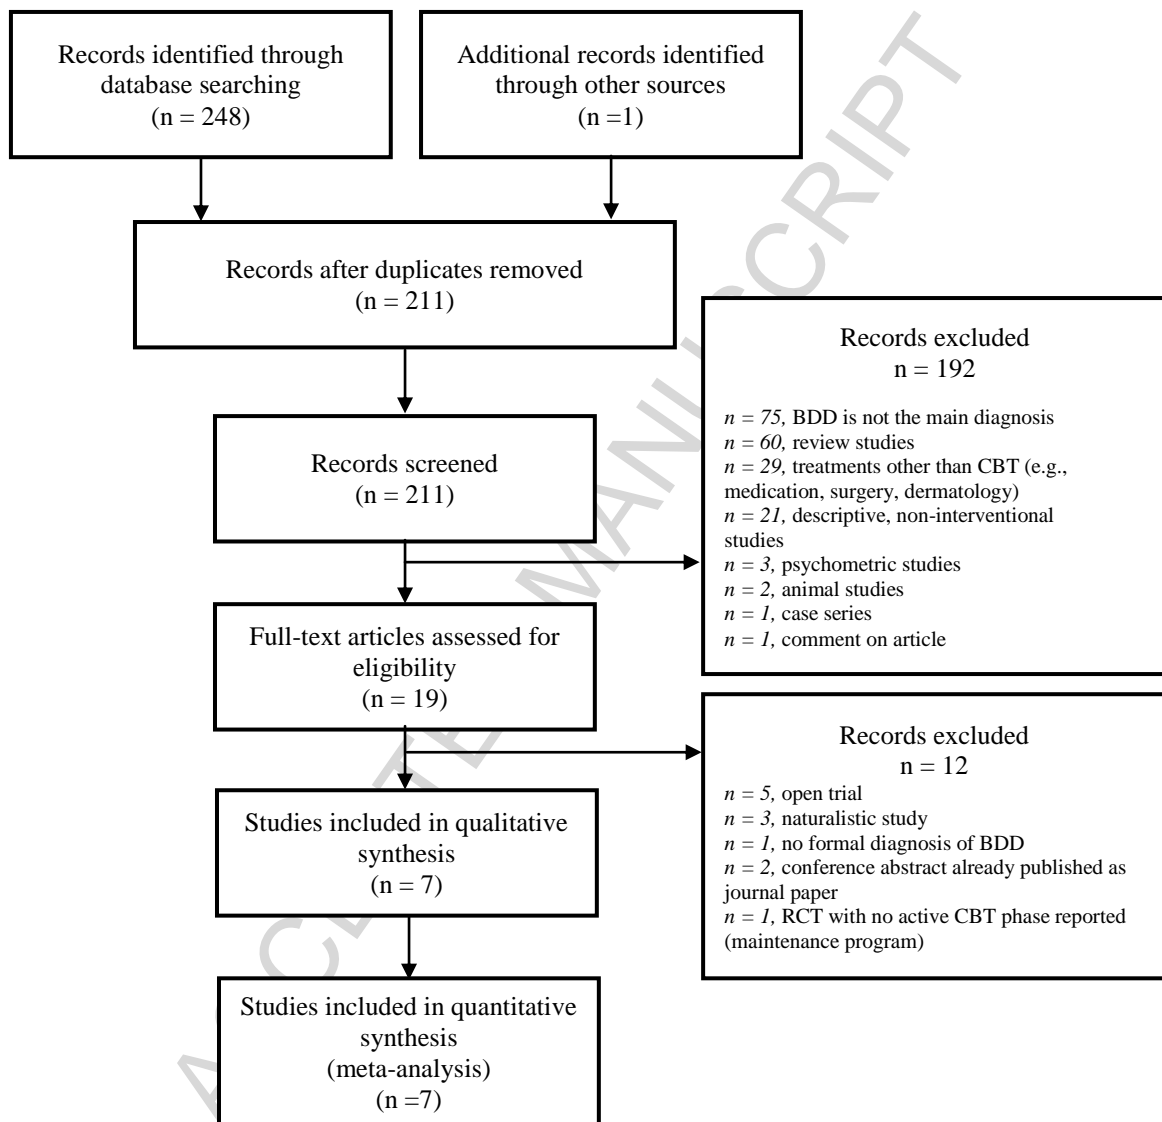 Records identified through
database searching
(n = 248)
Additional records identified
through other sources
(n =1)
Records after duplicates removed
(n = 211)
Records screened
(n = 211)
Records excluded
n = 192
n = 75, BDD is not the main diagnosis
n = 60, review studies
n = 29, treatments other than CBT (e.g.,
medication, surgery, dermatology)
n = 21, descriptive, non-interventional
studies
n = 3, psychometric studies
n = 2, animal studies
n = 1, case series
n = 1, comment on article
Full-text articles assessed for
eligibility
(n = 19)
Records excluded
n = 12
n = 5, open trial
n = 3, naturalistic study
n = 1, no formal diagnosis of BDD
n = 2, conference abstract already published as
journal paper
n = 1, RCT with no active CBT phase reported
(maintenance program)
Studies included in qualitative
synthesis
(n = 7)
Studies included in quantitative
synthesis
(meta-analysis)
(n =7)
MANUSCRIPT